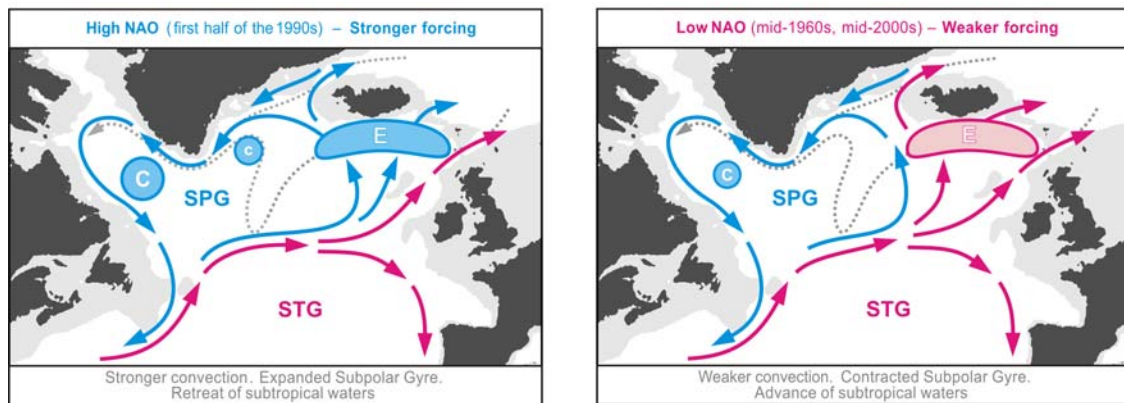 High NAO (first half of the 1990s) – Stronger forcing
E
C
C
SPG
STG
Stronger convection. Expanded Subpolar Gyre.
Retreat of subtropical waters
Low NAO (mid-1960s, mid-2000s) – Weaker forcing
E
C
SPG
STG
Weaker convection. Contracted Subpolar Gyre.
Advance of subtropical waters